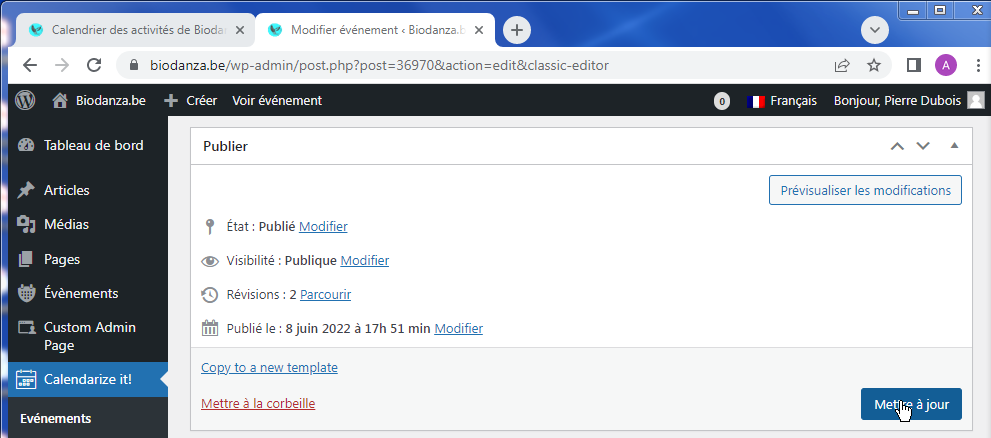 Calendrier des activités de Bioda
Modifier événement ‹ Biodanza.b
biodanza.be/wp-admin/post.php?post=36970&action=edit&classic-editor
A
Biodanza.be
Créer
Voir événement
0
Français
Bonjour, Pierre Dubois
Tableau de bord
Articles
Médias
Pages
Évènements
Custom Admin
Page
Calendarize it!
Evénements
Publier
Prévisualiser les modifications
État : Publié Modifier
Visibilité : Publique Modifier
Révisions : 2 Parcourir
Publié le : 8 juin 2022 à 17h 51 min Modifier
Copy to a new template
Mettre à la corbeille
Mettre à jour